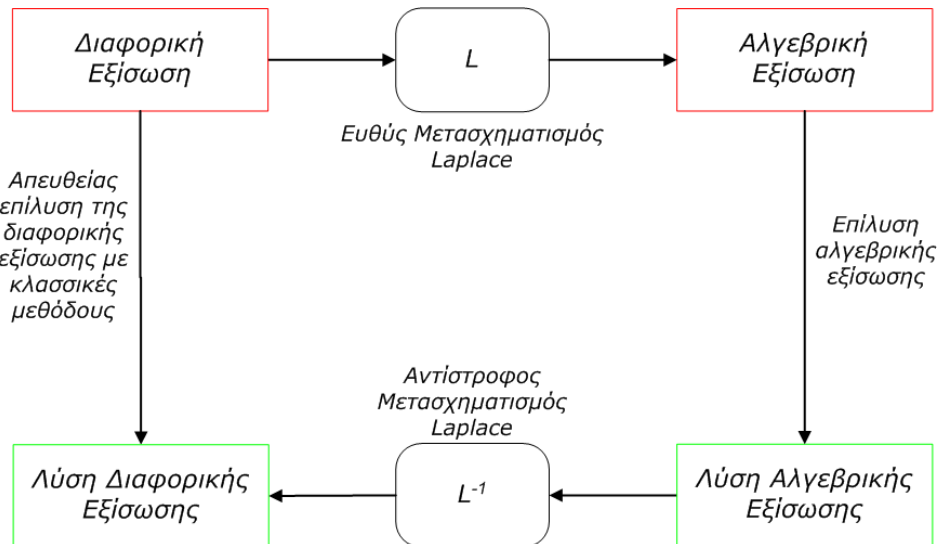 Διαφορική
Εξίσωση
L
Αλγεβρική
Εξίσωση
Ευθύς Μετασχηματισμός
Laplace
Απευθείας
επίλυση της
διαφορικής
εξίσωσης με
κλασσικές
μεθόδους
Επίλυση
αλγεβρικής
εξίσωσης
Αντίστροφος
Μετασχηματισμός
Laplace
Λύση Διαφορικής
Εξίσωσης
L⁻¹
Λύση Αλγεβρικής
Εξίσωσης